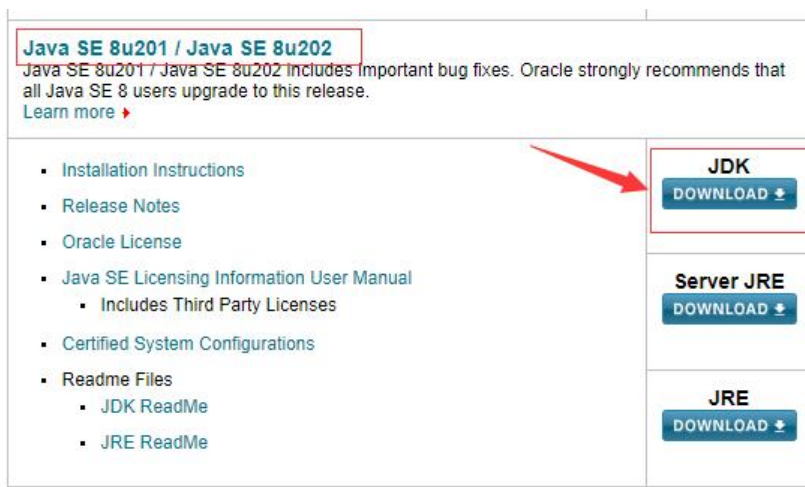 Java SE 8u201 / Java SE 8u202
Java SE 8u201 / Java SE 8u202 includes important bug fixes. Oracle strongly recommends that
all Java SE 8 users upgrade to this release.
Learn more
Installation Instructions
Release Notes
Oracle License
Java SE Licensing Information User Manual
Includes Third Party Licenses
Certified System Configurations
Readme Files
JDK ReadMe
JRE ReadMe
JDK
DOWNLOAD
Server JRE
DOWNLOAD
JRE
DOWNLOAD